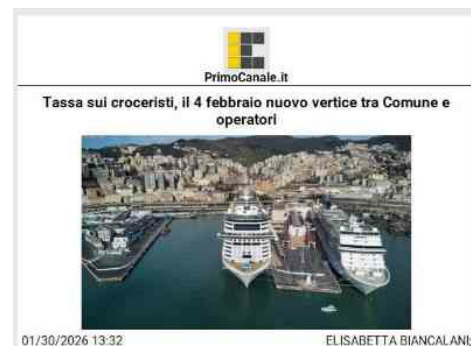 PrimoCanale.it
Tassa sui croceristi, il 4 febbraio nuovo vertice tra Comune e
operatori
01/30/2026 13:32
ELISABETTA BIANCALANI